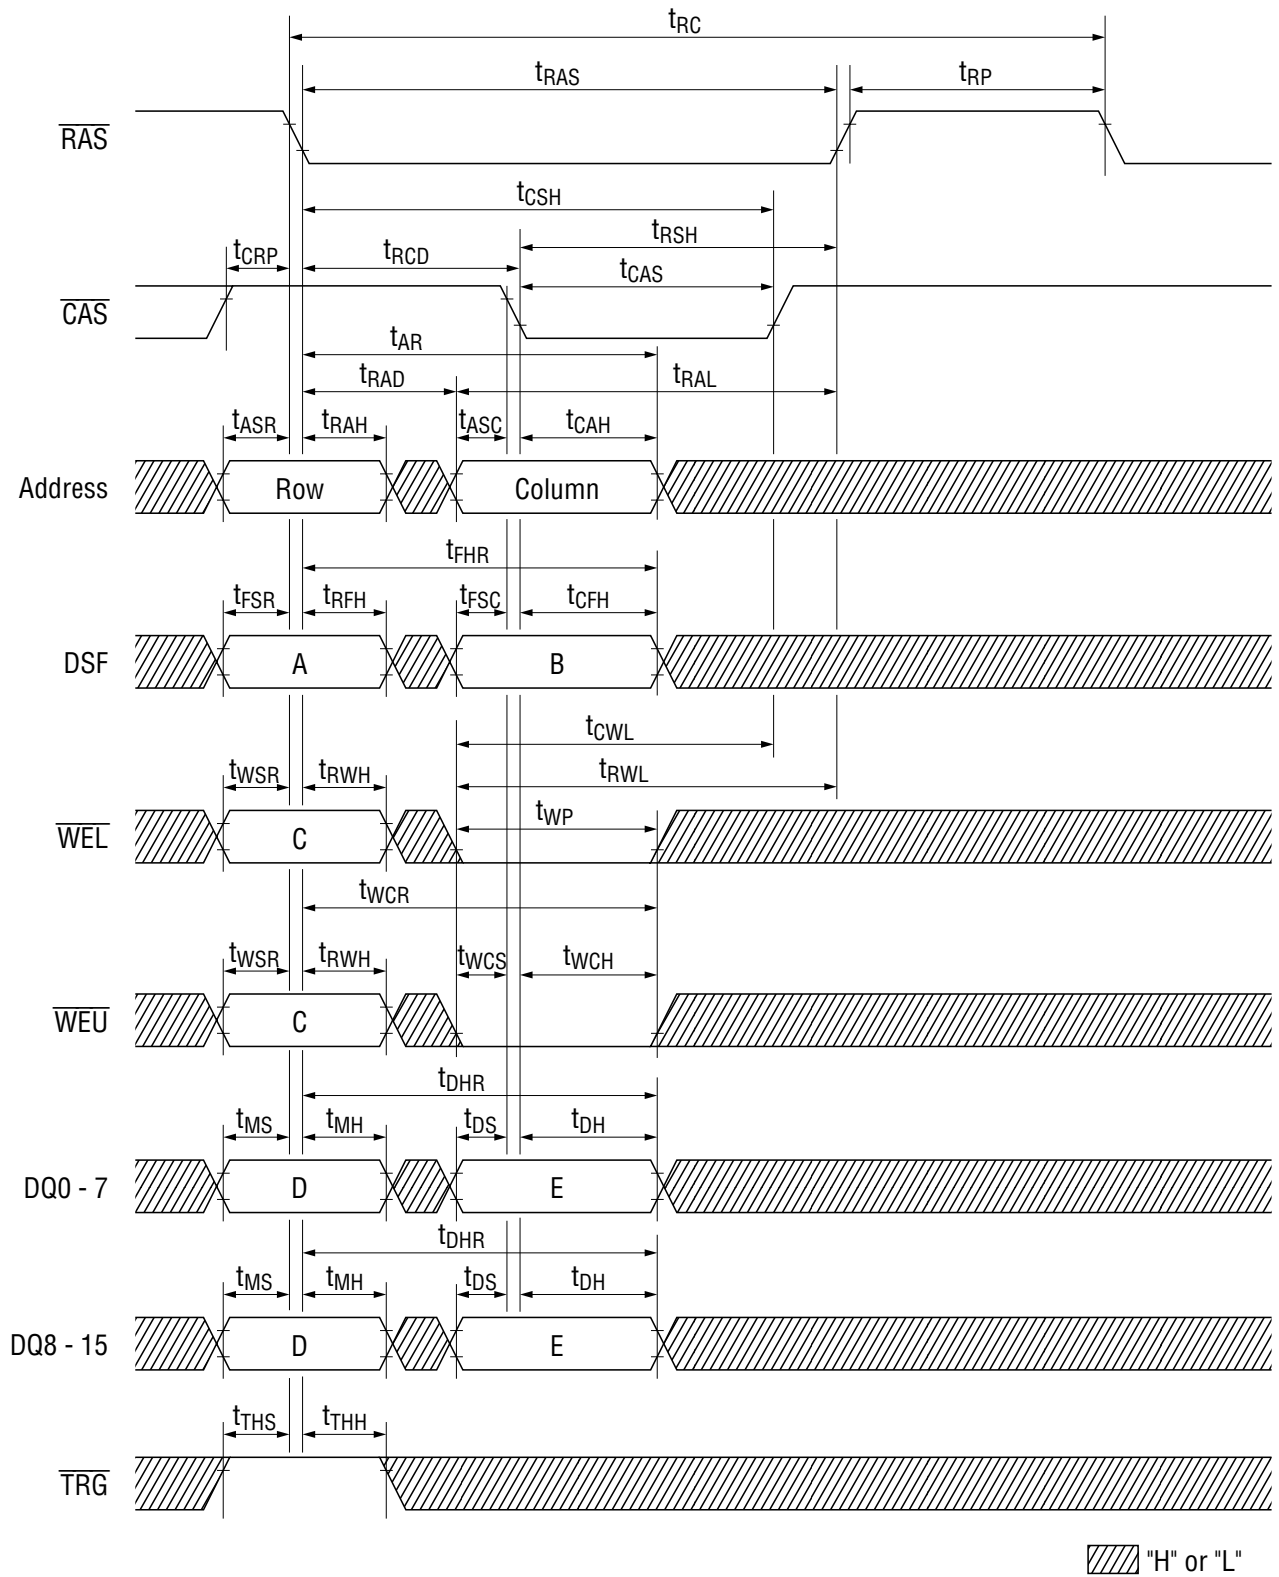 tRC
tRAS
tRP
RAS
tCSH
tRSH
tCRP
tRCD
tCAS
CAS
tAR
tRAD
tRAL
tASR
tRAH
tASC
tCAH
Address
Row
Column
tFHR
tFSR
tRFH
tFSC
tCFH
DSF
A
B
tCWL
tWSR
tRWH
tRWL
tWP
WEL
C
tWCR
tWSR
tRWH
tWCS
tWCH
WEU
C
tDHR
tMS
tMH
tDS
tDH
DQ0 - 7
D
E
tDHR
tMS
tMH
tDS
tDH
DQ8 - 15
D
E
tTHS
tTHH
TRG
"H" or "L"